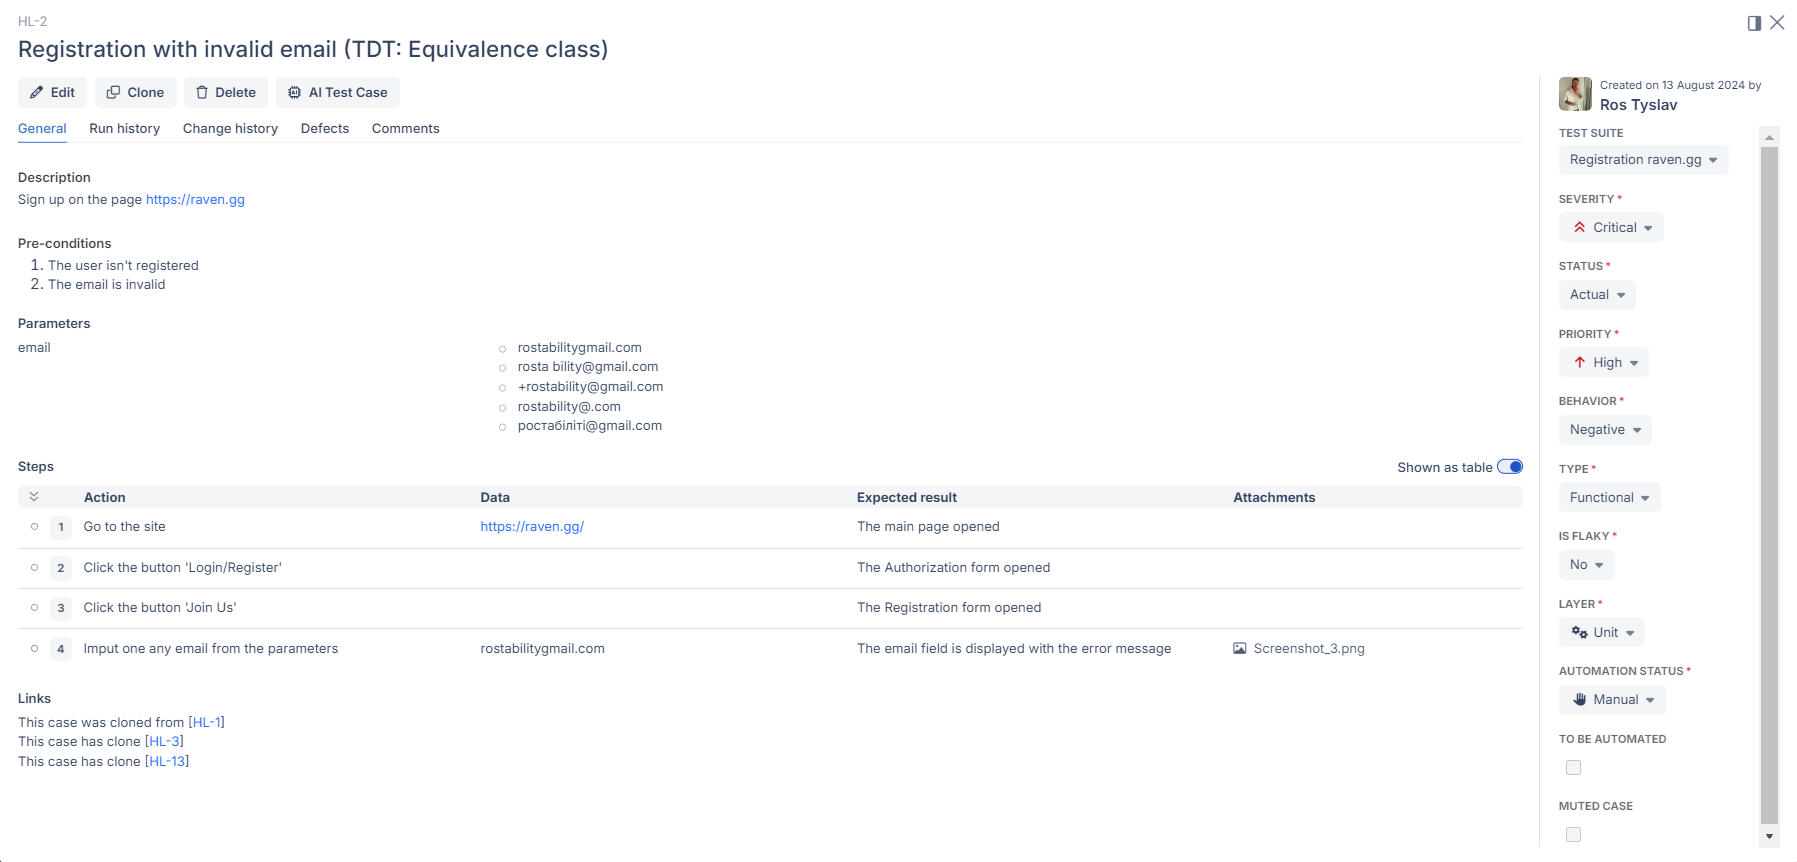 HL-2
Registration with invalid email (TDT: Equivalence class)
Edit
Clone
Delete
AI Test Case
General
Run history
Change history
Defects
Comments
Description
Sign up on the page https://raven.gg
Pre-conditions
1. The user isn't registered
2. The email is invalid
Parameters
email
rostabilitygmail.com
rosta bility@gmail.com
+rostability@gmail.com
rostability@.com
ростабіліті@gmail.com
Steps
Shown as table
Action Data Expected result Attachments
1 Go to the site https://raven.gg/ The main page opened
2 Click the button 'Login/Register' The Authorization form opened
3 Click the button 'Join Us' The Registration form opened
4 Imput one any email from the parameters rostabilitygmail.com The email field is displayed with the error message Screenshot_3.png
Links
This case was cloned from [HL-1]
This case has clone [HL-3]
This case has clone [HL-13]
Created on 13 August 2024 by
Ros Tyslav
TEST SUITE
Registration raven.gg
SEVERITY *
Critical
STATUS *
Actual
PRIORITY *
High
BEHAVIOR *
Negative
TYPE *
Functional
IS FLAKY *
No
LAYER *
Unit
AUTOMATION STATUS *
Manual
TO BE AUTOMATED
MUTED CASE